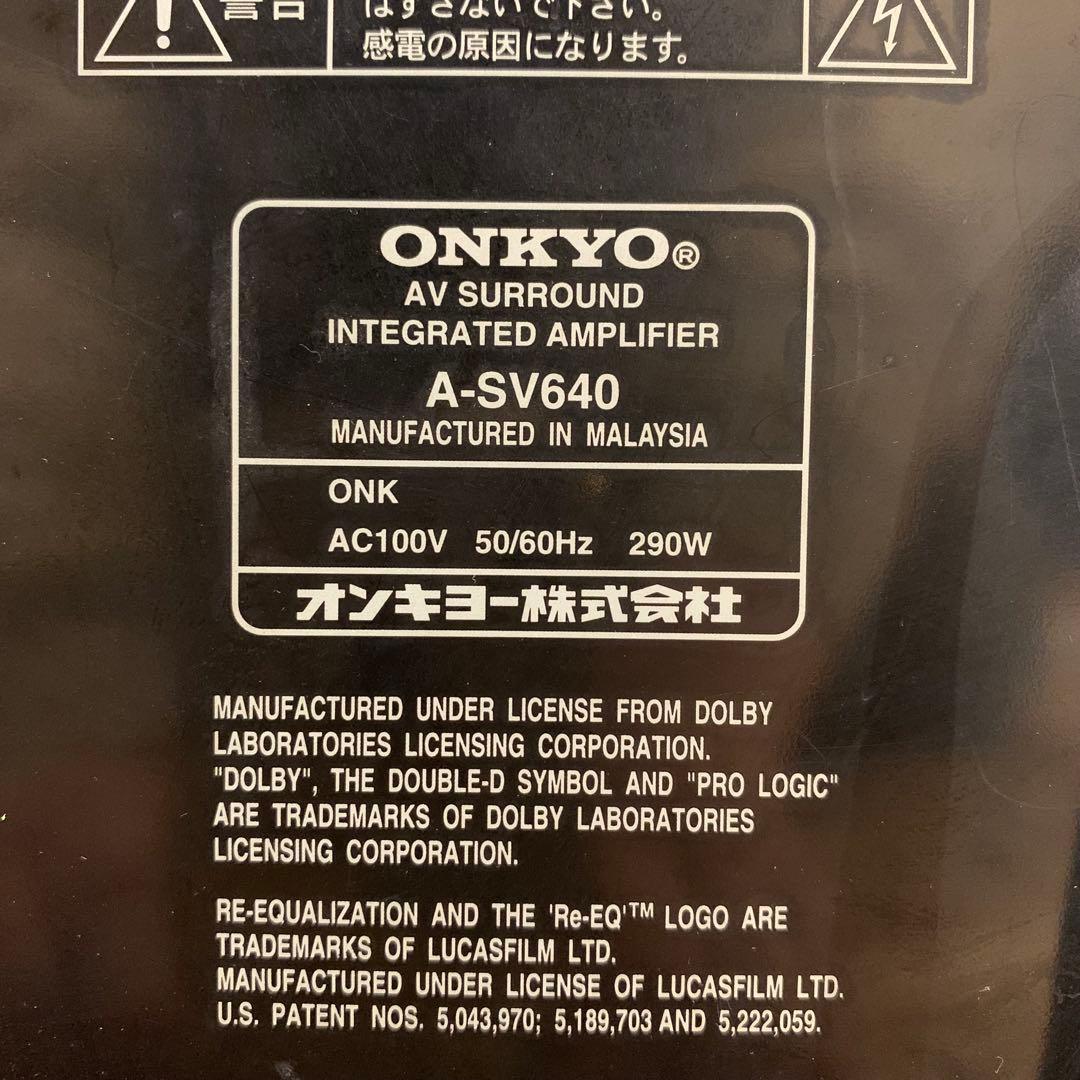 警告
はずさないで下さい。
感電の原因になります。
ONKYO®
AV SURROUND
INTEGRATED AMPLIFIER
A-SV640
MANUFACTURED IN MALAYSIA
ONK
AC100V 50/60Hz 290W
オンキヨー株式会社
MANUFACTURED UNDER LICENSE FROM DOLBY
LABORATORIES LICENSING CORPORATION.
"DOLBY", THE DOUBLE-D SYMBOL AND "PRO LOGIC"
ARE TRADEMARKS OF DOLBY LABORATORIES
LICENSING CORPORATION.
RE-EQUALIZATION AND THE 'Re-EQ'™ LOGO ARE
TRADEMARKS OF LUCASFILM LTD.
MANUFACTURED UNDER LICENSE OF LUCASFILM LTD.
U.S. PATENT NOS. 5,043,970; 5,189,703 AND 5,222,059.